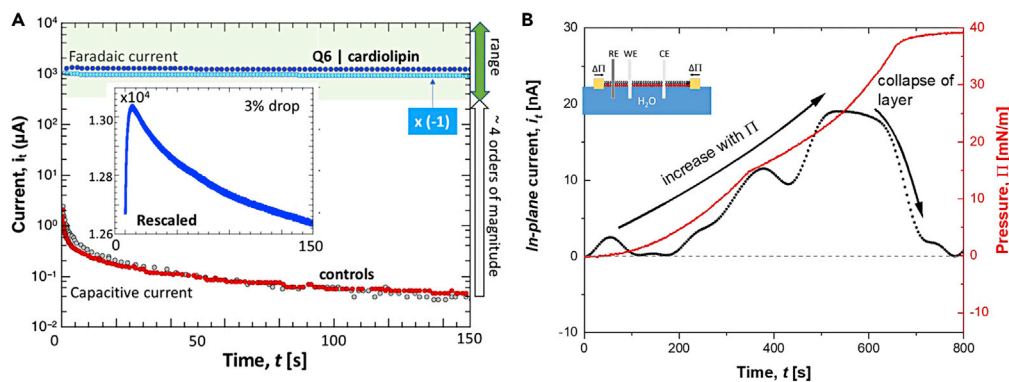 A
10⁴
10³
10²
10¹
10⁰
10⁻¹
10⁻²
Current, iₜ (µA)
Faradaic current
Q6 | cardiolipin
x10⁴
3% drop
1.30
1.28
1.26
Rescaled
0
150
x (-1)
range
~ 4 orders of magnitude
controls
Capacitive current
0
50
100
150
Time, t [s]
B
30
20
10
0
-10
In-plane current, iₜ [nA]
RE
WE
CE
ΔΠ
ΔΠ
H₂O
increase with Π
collapse of
layer
40
30
20
10
0
-10
Pressure, Π [mN/m]
0
200
400
600
800
Time, t [s]